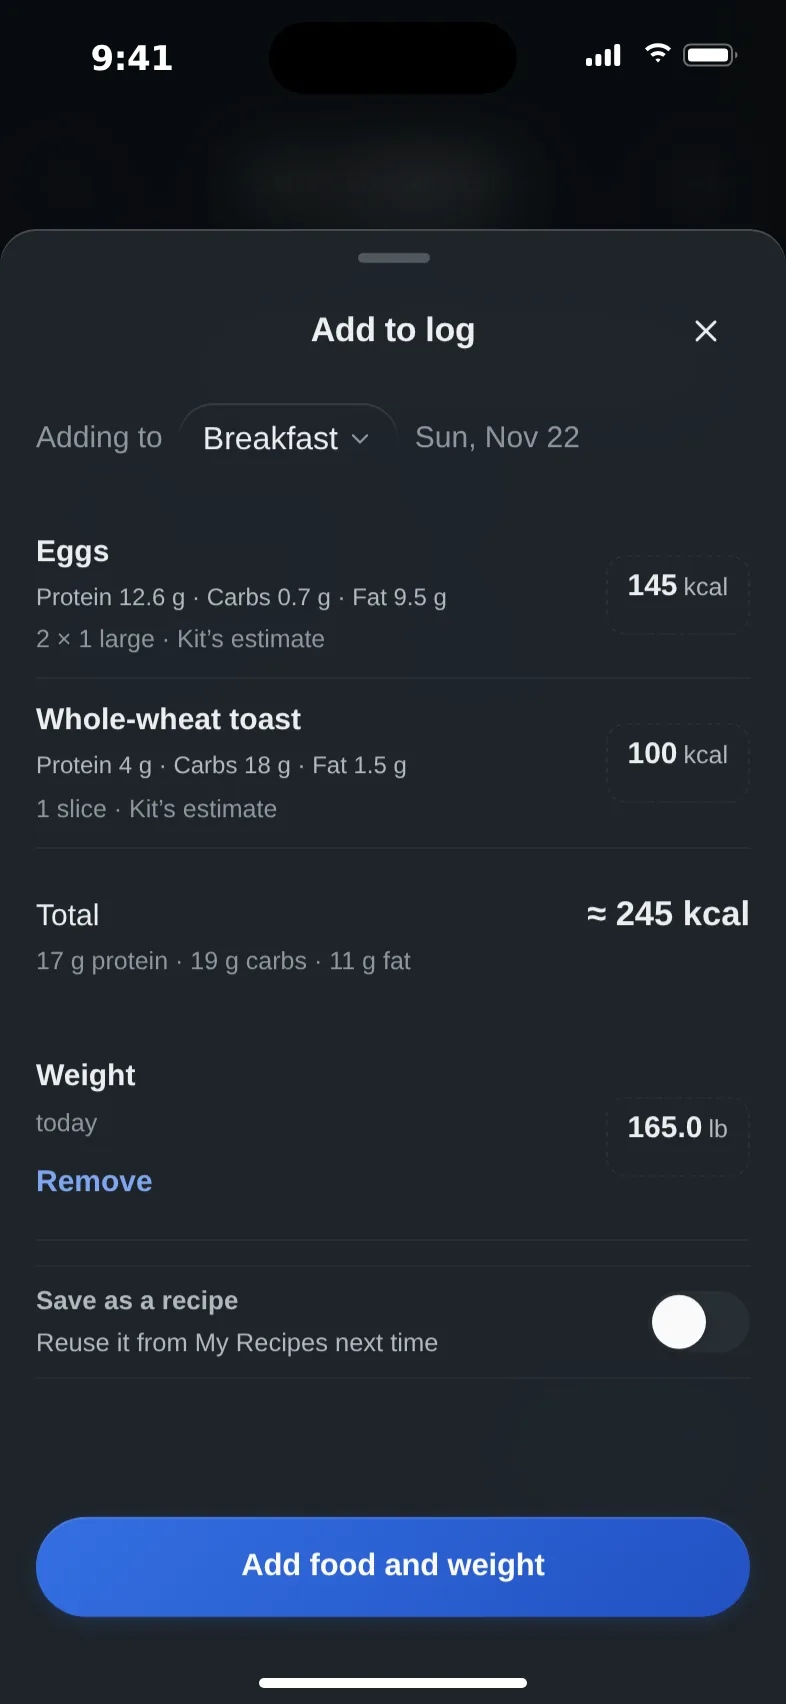 9:41
Add to log
Adding to Breakfast Sun, Nov 22
Eggs
Protein 12.6 g · Carbs 0.7 g · Fat 9.5 g
145 kcal
2 × 1 large · Kit’s estimate
Whole-wheat toast
Protein 4 g · Carbs 18 g · Fat 1.5 g
100 kcal
1 slice · Kit’s estimate
Total
≈ 245 kcal
17 g protein · 19 g carbs · 11 g fat
Weight
today
165.0 lb
Remove
Save as a recipe
Reuse it from My Recipes next time
Add food and weight